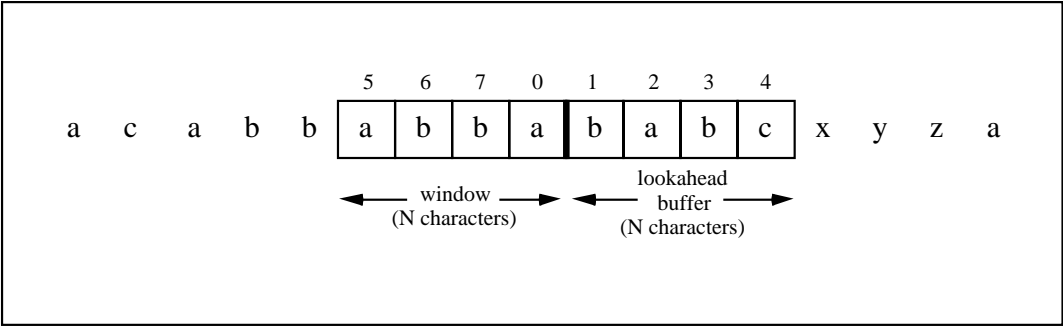 5 6 7 0 1 2 3 4
a c a b b a b b a b a b c x y z a
window
(N characters)
lookahead
buffer
(N characters)